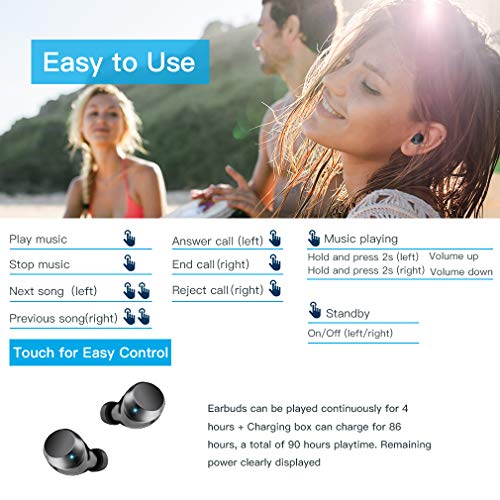 Easy to Use
Play music
Stop music
Next song (left)
Previous song(right)
Answer call (left)
End call(right)
Reject call(right)
Music playing
Hold and press 2s (left) Volume up
Hold and press 2s (right) Volume down
Standby
On/Off (left/right)
Touch for Easy Control
Earbuds can be played continuously for 4
hours + Charging box can charge for 86
hours, a total of 90 hours playtime. Remaining
power clearly displayed